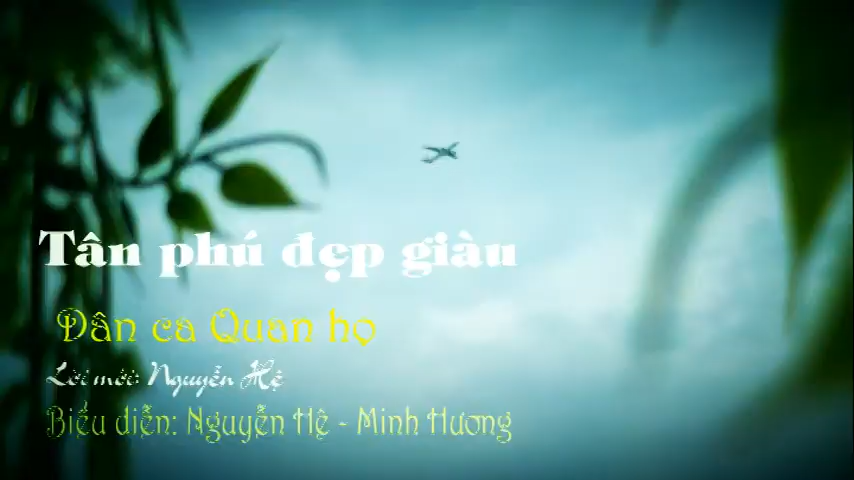 Tân phú đẹp giàu
Dân ca Quan họ
Lời mới: Nguyễn Hệ
Biểu diễn: Nguyễn Hệ - Minh Hương